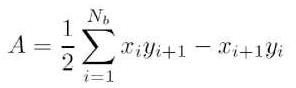 $A = \frac{1}{2} \sum_{i=1}^{N_b} x_i y_{i+1} - x_{i+1} y_i$